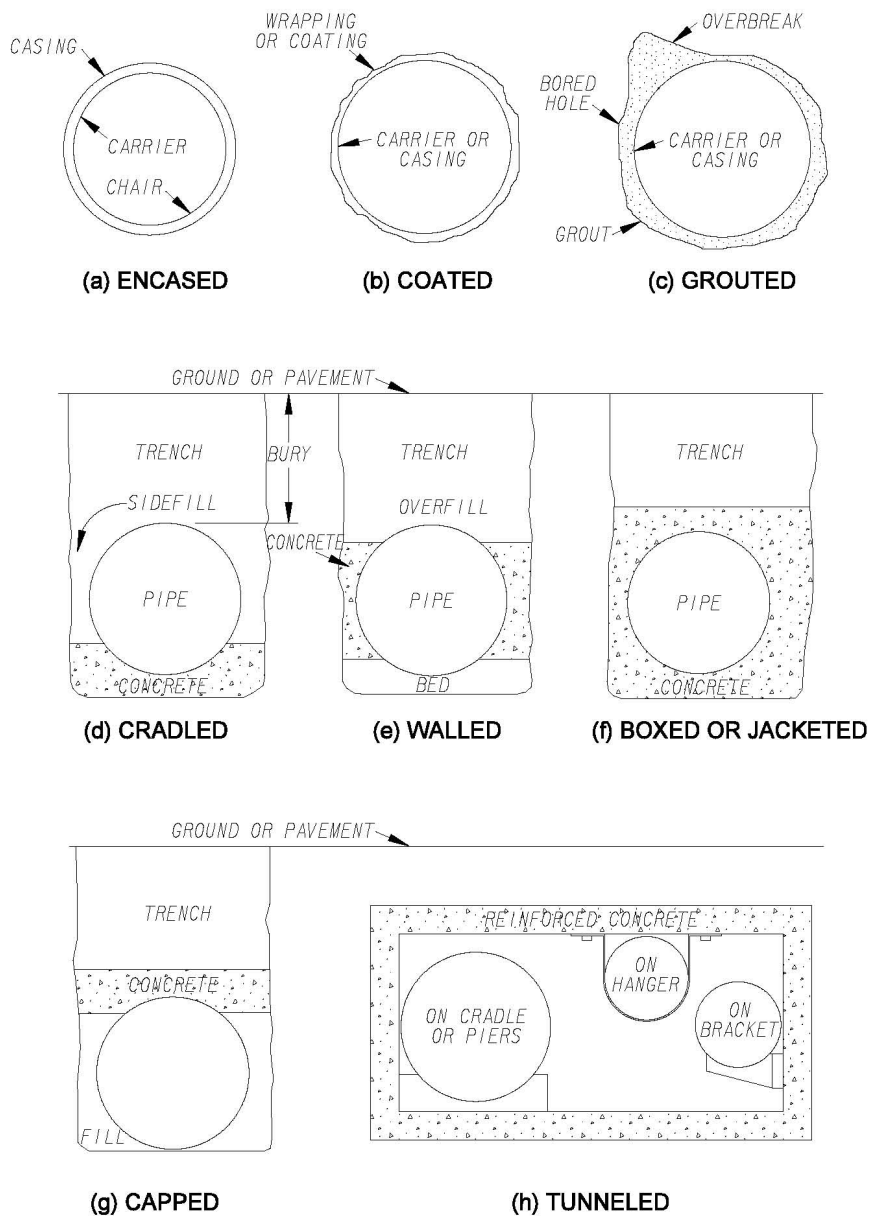 CASING
CARRIER
CHAIR
(a) ENCASED
WRAPPING
OR COATING
CARRIER OR
CASING
(b) COATED
OVERBREAK
BORED
HOLE
CARRIER OR
CASING
GROUT
(c) GROUTED
GROUND OR PAVEMENT
TRENCH
SIDEFILL
PIPE
CONCRETE
(d) CRADLED
BURY
TRENCH
OVERFILL
CONCRETE
PIPE
BED
(e) WALLED
TRENCH
PIPE
CONCRETE
(f) BOXED OR JACKETED
GROUND OR PAVEMENT
TRENCH
CONCRETE
FILL
(g) CAPPED
REINFORCED CONCRETE
ON CRADLE
OR PIERS
ON
HANGER
ON
BRACKET
(h) TUNNELED